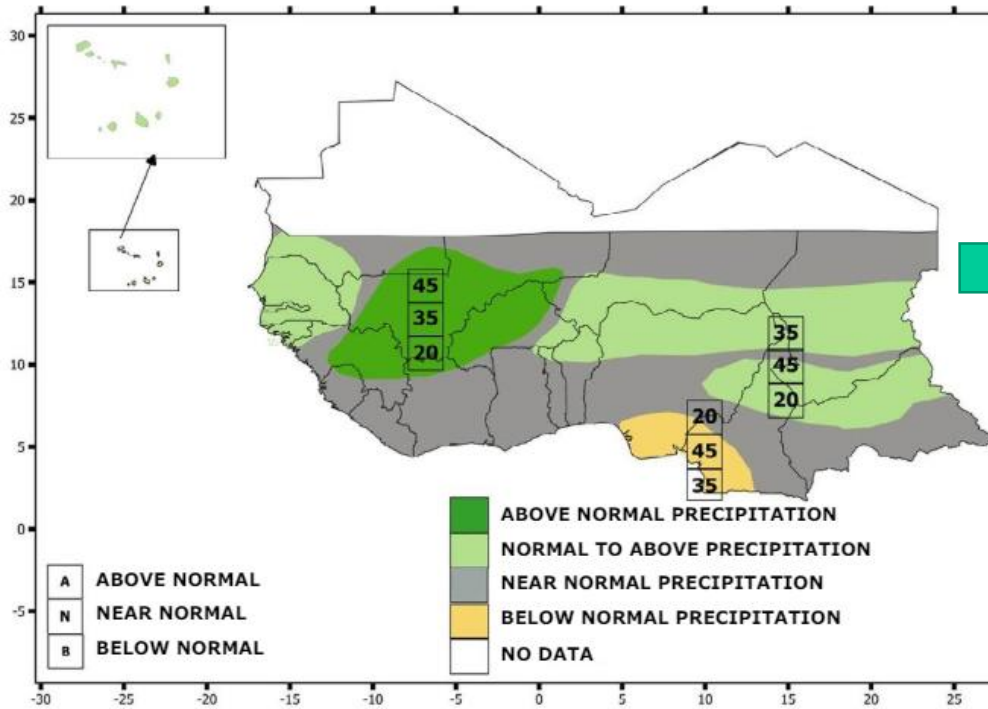 30
25
20
15
10
5
0
-5
45
35
20
35
45
20
20
45
35
ABOVE NORMAL PRECIPITATION
NORMAL TO ABOVE PRECIPITATION
NEAR NORMAL PRECIPITATION
BELOW NORMAL PRECIPITATION
NO DATA
A ABOVE NORMAL
N NEAR NORMAL
B BELOW NORMAL
-30 -25 -20 -15 -10 -5 0 5 10 15 20 25